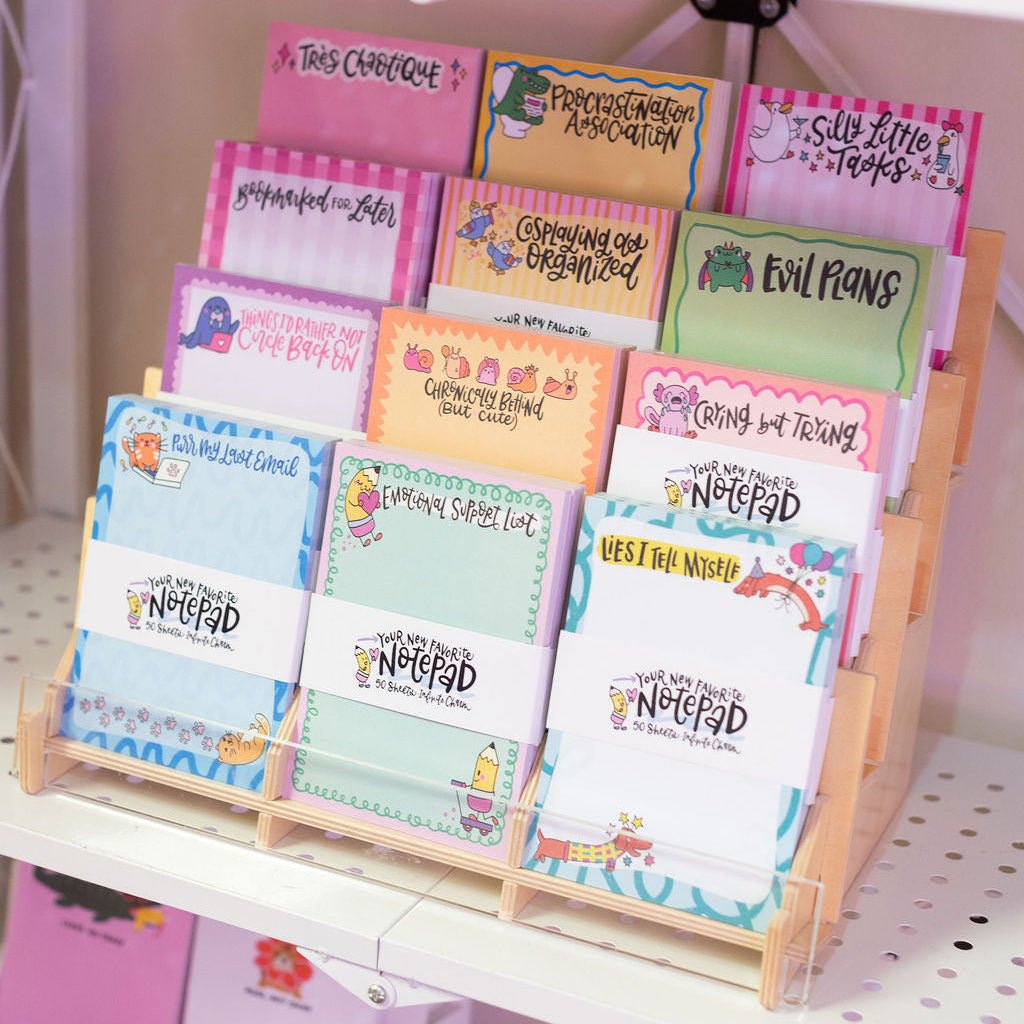 Très Chaotique
Procrastination
Association
Silly Little
Tasks
Bookmarked for Later
Cosplaying as
Organized
Your New Favorite
Evil Plans
Things I'd Rather Not
Circle Back On
Chronically Behind
(But Cute)
Crying but Trying
Your New Favorite
Notepad
Purr My Last Email
Your New Favorite
Notepad
50 Sheets Infinite Charm
Emotional Support List
Your New Favorite
Notepad
50 Sheets Infinite Charm
Lies I Tell Myself
Your New Favorite
Notepad
50 Sheets Infinite Charm